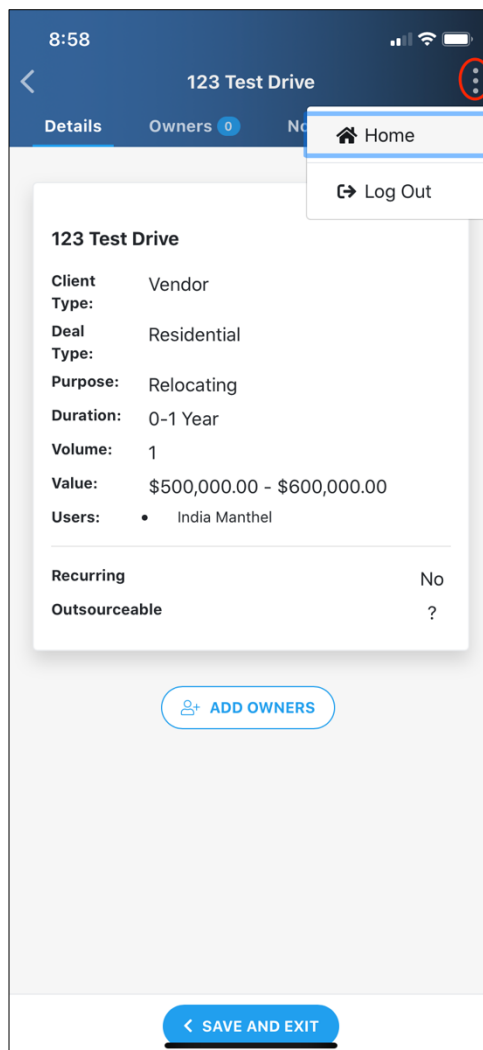 8:58
123 Test Drive
Details Owners 0
Home
Log Out
123 Test Drive
Client Type: Vendor
Deal Type: Residential
Purpose: Relocating
Duration: 0-1 Year
Volume: 1
Value: $500,000.00 - $600,000.00
Users: • India Manthel
Recurring No
Outsourceable ?
ADD OWNERS
SAVE AND EXIT